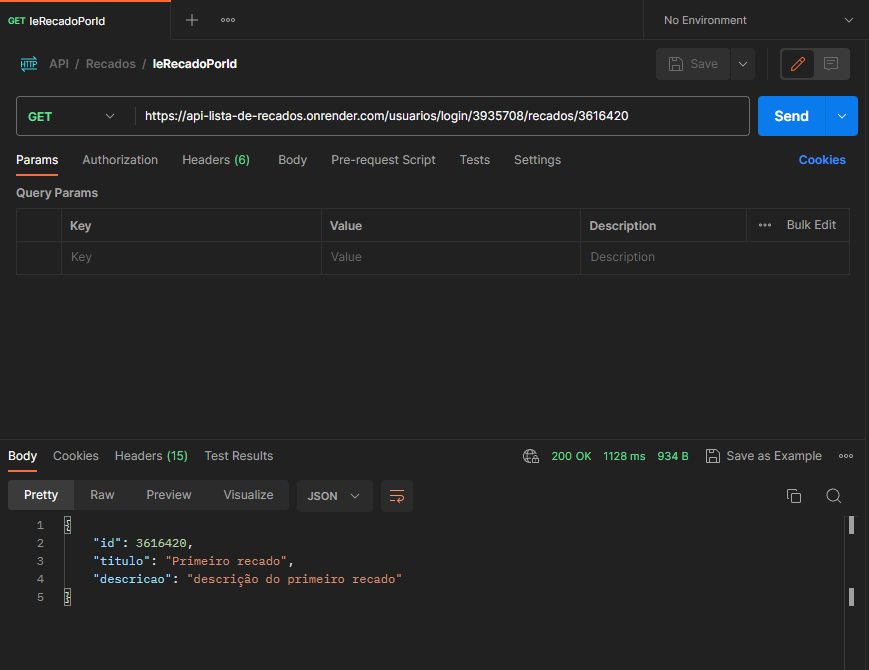 GET leRecadoPorId
No Environment
HTTP API / Recados / leRecadoPorId
Save
GET https://api-lista-de-recados.onrender.com/usuarios/login/3935708/recados/3616420 Send
Params Authorization Headers (6) Body Pre-request Script Tests Settings Cookies
Query Params
Key Value Description Bulk Edit
Key Value Description
Body Cookies Headers (15) Test Results 200 OK 1128 ms 934 B Save as Example
Pretty Raw Preview Visualize JSON
1 {
2 "id": 3616420,
3 "titulo": "Primeiro recado",
4 "descricao": "descrição do primeiro recado"
5 }